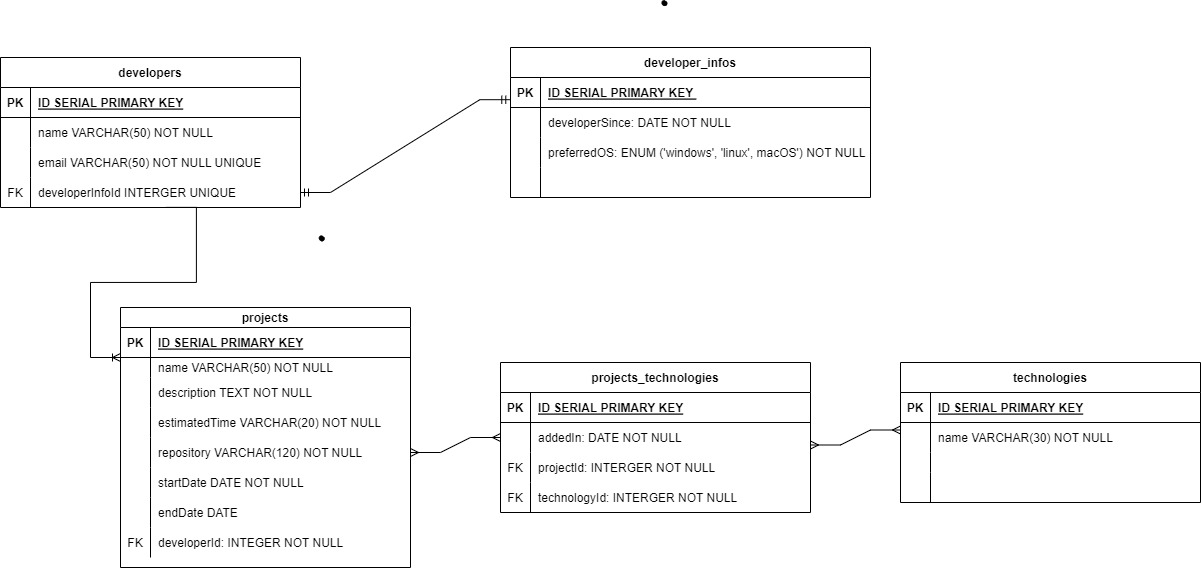 developers
PK ID SERIAL PRIMARY KEY
name VARCHAR(50) NOT NULL
email VARCHAR(50) NOT NULL UNIQUE
FK developerInfoId INTERGER UNIQUE
developer_infos
PK ID SERIAL PRIMARY KEY
developerSince: DATE NOT NULL
preferredOS: ENUM ('windows', 'linux', macOS') NOT NULL
projects
PK ID SERIAL PRIMARY KEY
name VARCHAR(50) NOT NULL
description TEXT NOT NULL
estimatedTime VARCHAR(20) NOT NULL
repository VARCHAR(120) NOT NULL
startDate DATE NOT NULL
endDate DATE
FK developerId: INTEGER NOT NULL
projects_technologies
PK ID SERIAL PRIMARY KEY
addedIn: DATE NOT NULL
FK projectId: INTERGER NOT NULL
FK technologyId: INTERGER NOT NULL
technologies
PK ID SERIAL PRIMARY KEY
name VARCHAR(30) NOT NULL